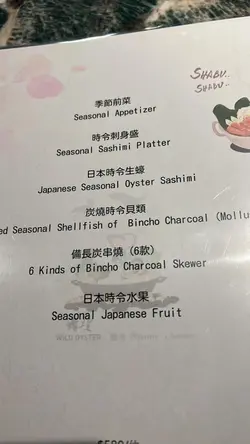 SHABU
SHABU
季節前菜
Seasonal Appetizer
時令刺身盛
Seasonal Sashimi Platter
日本時令生蠔
Japanese Seasonal Oyster Sashimi
炭燒時令貝類
ed Seasonal Shellfish of Bincho Charcoal (Mollu
備長炭串燒 (6款)
6 Kinds of Bincho Charcoal Skewer
日本時令水果
Seasonal Japanese Fruit
WILD OYSTER